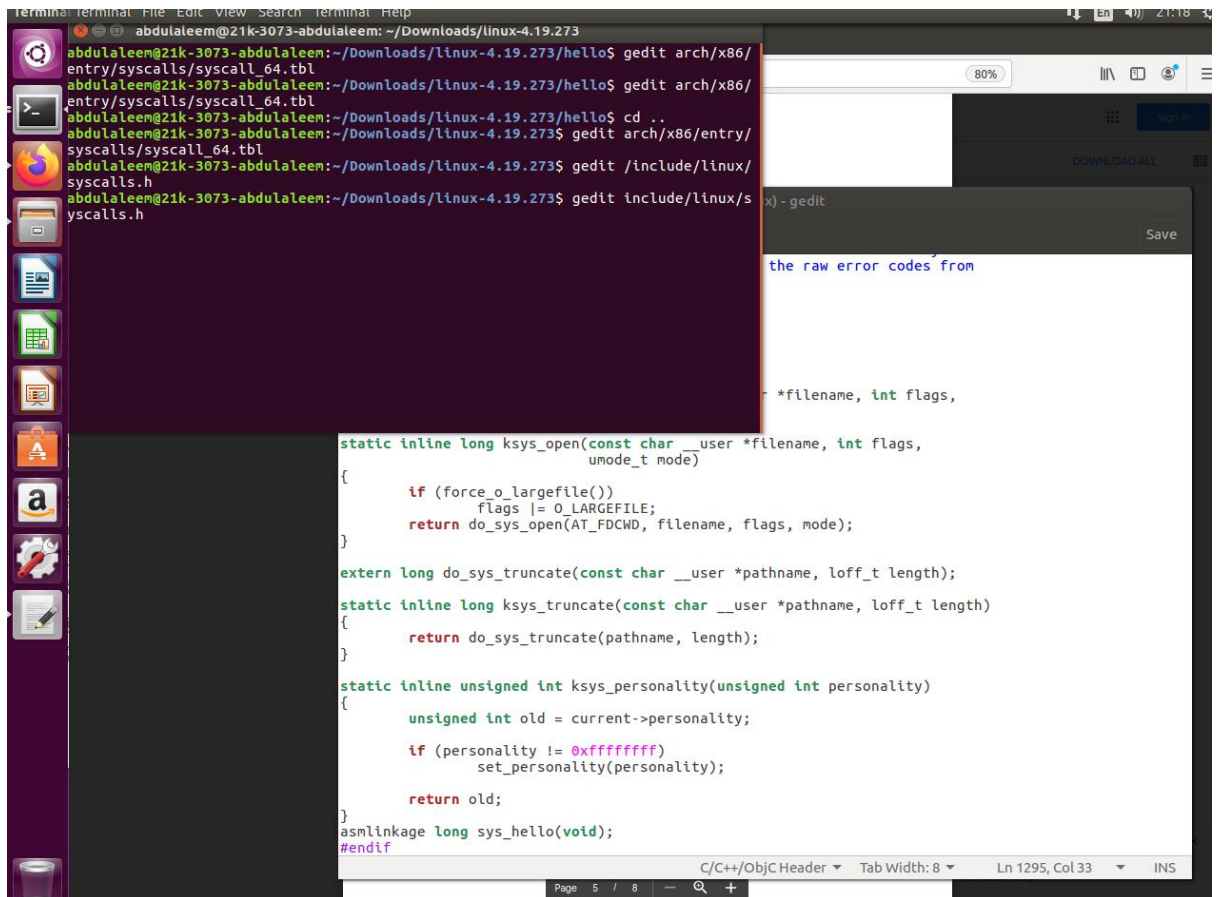 Terminal Terminal File Edit View Search Terminal Help
En 21:18
abdulaleem@21k-3073-abdulaleem: ~/Downloads/linux-4.19.273
abdulaleem@21k-3073-abdulaleem:~/Downloads/linux-4.19.273/hello$ gedit arch/x86/
entry/syscalls/syscall_64.tbl
abdulaleem@21k-3073-abdulaleem:~/Downloads/linux-4.19.273/hello$ gedit arch/x86/
entry/syscalls/syscall_64.tbl
abdulaleem@21k-3073-abdulaleem:~/Downloads/linux-4.19.273/hello$ cd ..
abdulaleem@21k-3073-abdulaleem:~/Downloads/linux-4.19.273$ gedit arch/x86/entry/
syscalls/syscall_64.tbl
abdulaleem@21k-3073-abdulaleem:~/Downloads/linux-4.19.273$ gedit /include/linux/
syscalls.h
abdulaleem@21k-3073-abdulaleem:~/Downloads/linux-4.19.273$ gedit include/linux/s
yscalls.h
80%
Sign in
DOWNLOAD ALL
x) - gedit
Save
the raw error codes from
*filename, int flags,
static inline long ksys_open(const char __user *filename, int flags,
umode_t mode)
{
if (force_o_largefile())
flags |= O_LARGEFILE;
return do_sys_open(AT_FDCWD, filename, flags, mode);
}
extern long do_sys_truncate(const char __user *pathname, loff_t length);
static inline long ksys_truncate(const char __user *pathname, loff_t length)
{
return do_sys_truncate(pathname, length);
}
static inline unsigned int ksys_personality(unsigned int personality)
{
unsigned int old = current->personality;
if (personality != 0xffffffff)
set_personality(personality);
return old;
}
asmlinkage long sys_hello(void);
#endif
C/C++/ObjC Header Tab Width: 8 Ln 1295, Col 33 INS
Page 5 / 8